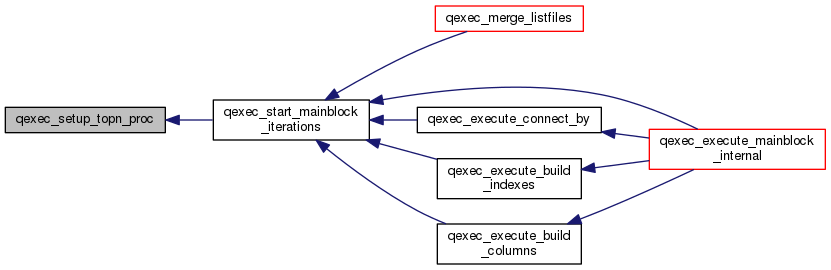 qexec_merge_listfiles
qexec_setup_topn_proc
qexec_start_mainblock
_iterations
qexec_execute_connect_by
qexec_execute_mainblock
_internal
qexec_execute_build
_indexes
qexec_execute_build
_columns